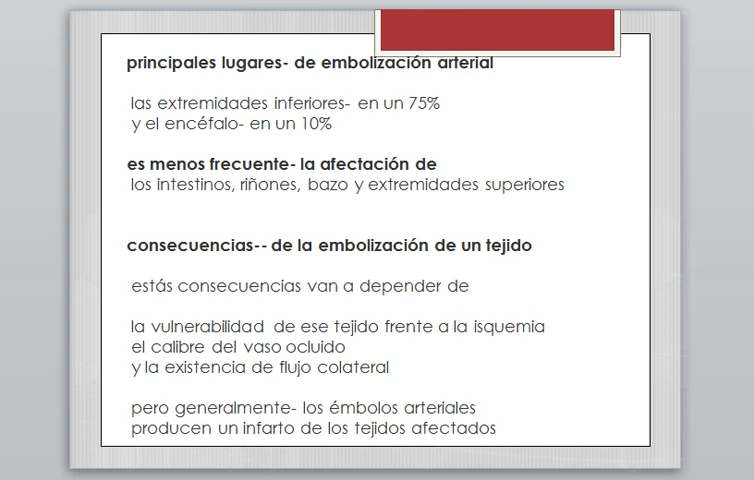 principales lugares- de embolización arterial
las extremidades inferiores- en un 75%
y el encéfalo- en un 10%
es menos frecuente- la afectación de
los intestinos, riñones, bazo y extremidades superiores
consecuencias-- de la embolización de un tejido
estás consecuencias van a depender de
la vulnerabilidad de ese tejido frente a la isquemia
el calibre del vaso ocluido
y la existencia de flujo colateral
pero generalmente- los émbolos arteriales
producen un infarto de los tejidos afectados